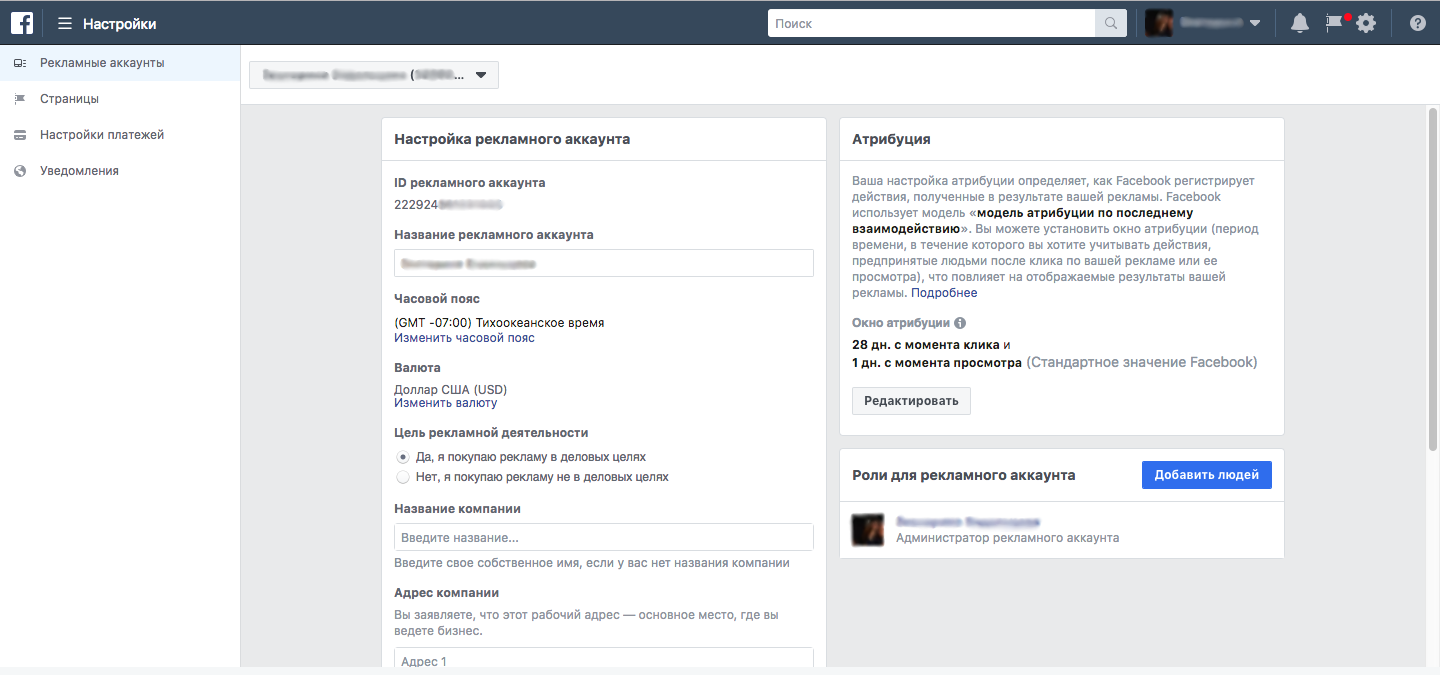 Настройки
Поиск
Рекламные аккаунты
Страницы
Настройки платежей
Уведомления
(
...
Настройка рекламного аккаунта
ID рекламного аккаунта
222924
Название рекламного аккаунта
Часовой пояс
(GMT -07:00) Тихоокеанское время
Изменить часовой пояс
Валюта
Доллар США (USD)
Изменить валюту
Цель рекламной деятельности
Да, я покупаю рекламу в деловых целях
Нет, я покупаю рекламу не в деловых целях
Название компании
Введите название...
Введите свое собственное имя, если у вас нет названия компании
Адрес компании
Вы заявляете, что этот рабочий адрес — основное место, где вы
ведете бизнес.
Адрес 1
Атрибуция
Ваша настройка атрибуции определяет, как Facebook регистрирует
действия, полученные в результате вашей рекламы. Facebook
использует модель «модель атрибуции по последнему
взаимодействию». Вы можете установить окно атрибуции (период
времени, в течение которого вы хотите учитывать действия,
предпринятые людьми после клика по вашей рекламе или ее
просмотра), что повлияет на отображаемые результаты вашей
рекламы. Подробнее
Окно атрибуции
28 дн. с момента клика и
1 дн. с момента просмотра (Стандартное значение Facebook)
Редактировать
Роли для рекламного аккаунта
Добавить людей
Администратор рекламного аккаунта